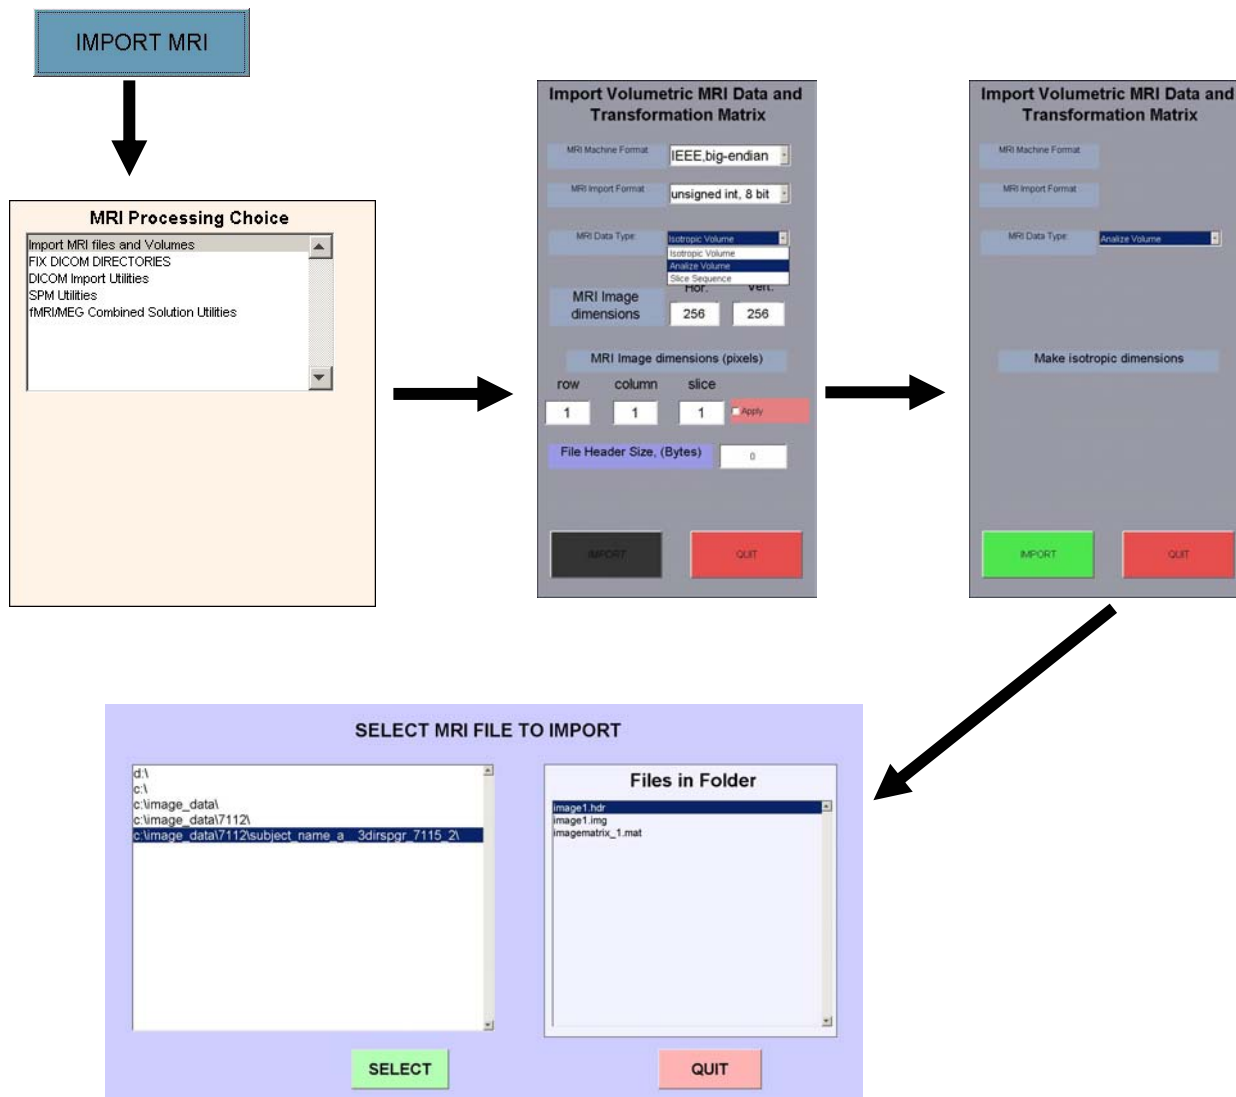 IMPORT MRI
MRI Processing Choice
Import MRI files and Volumes
FIX DICOM DIRECTORIES
DICOM Import Utilities
SPM Utilities
fMRI/MEG Combined Solution Utilities
Import Volumetric MRI Data and
Transformation Matrix
MRI Machine Format
IEEE,big-endian
MRI Import Format
unsigned int, 8 bit
MRI Data Type:
Isotropic Volume
Isotropic Volume
Analize Volume
Slice Sequence
Hor. Vert.
MRI Image
dimensions
256 256
MRI Image dimensions (pixels)
row column slice
1 1 1 Apply
File Header Size, (Bytes) 0
IMPORT QUIT
Import Volumetric MRI Data and
Transformation Matrix
MRI Machine Format
MRI Import Format
MRI Data Type: Analize Volume
Make isotropic dimensions
IMPORT QUIT
SELECT MRI FILE TO IMPORT
d:\
c:\
c:\image_data\
c:\image_data\7112\
c:\image_data\7112\subject_name_a__3dirspgr_7115_2\
Files in Folder
image1.hdr
image1.img
imagematrix_1.mat
SELECT QUIT